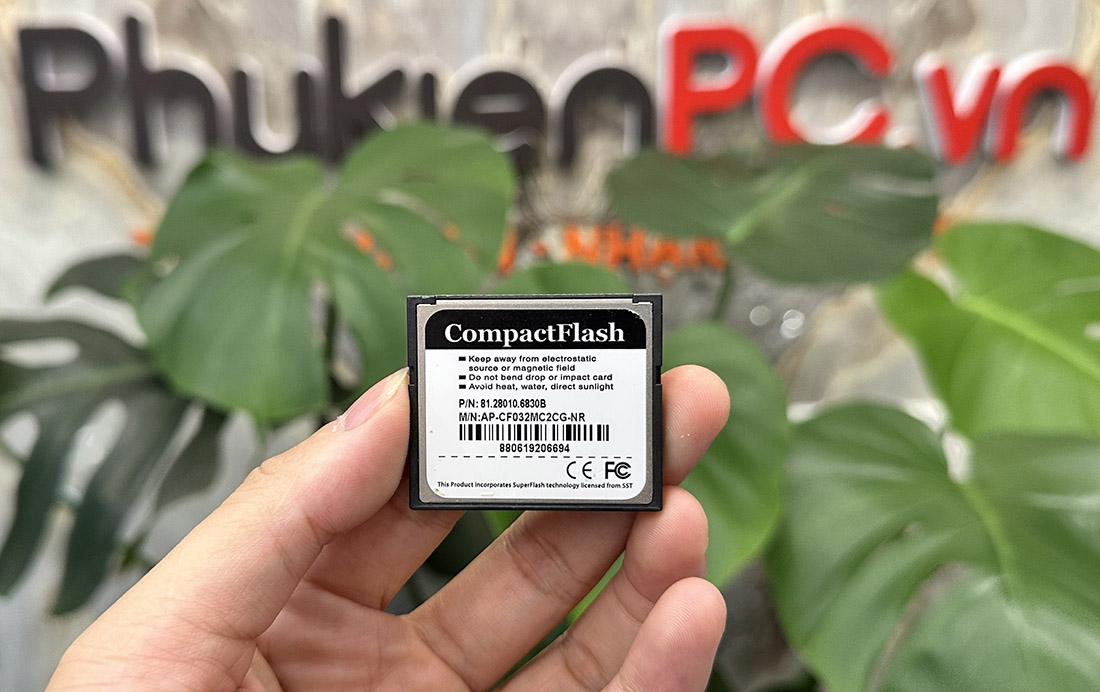 PhukienPC.vn
CompactFlash
Keep away from electrostatic
source or magnetic field
Do not bend drop or impact card
Avoid heat, water, direct sunlight
P/N: 81.28010.6830B
M/N:AP-CF032MC2CG-NR
880619206694
CE FC
This Product incorporates SuperFlash technology licensed from SST